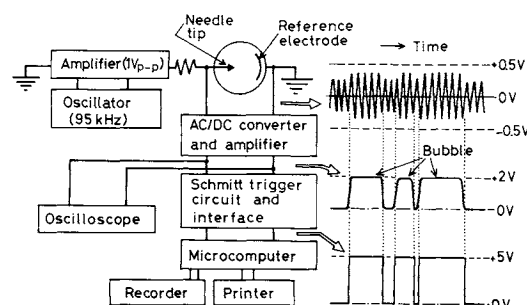 Needle
tip
Reference
electrode
Amplifier(1Vp-p)
Oscillator
(95 kHz)
AC/DC converter
and amplifier
Schmitt trigger
circuit and
interface
Oscilloscope
Microcomputer
Recorder
Printer
→ Time
+0.5V
0V
-0.5V
Bubble
+2V
0V
+5V
0V